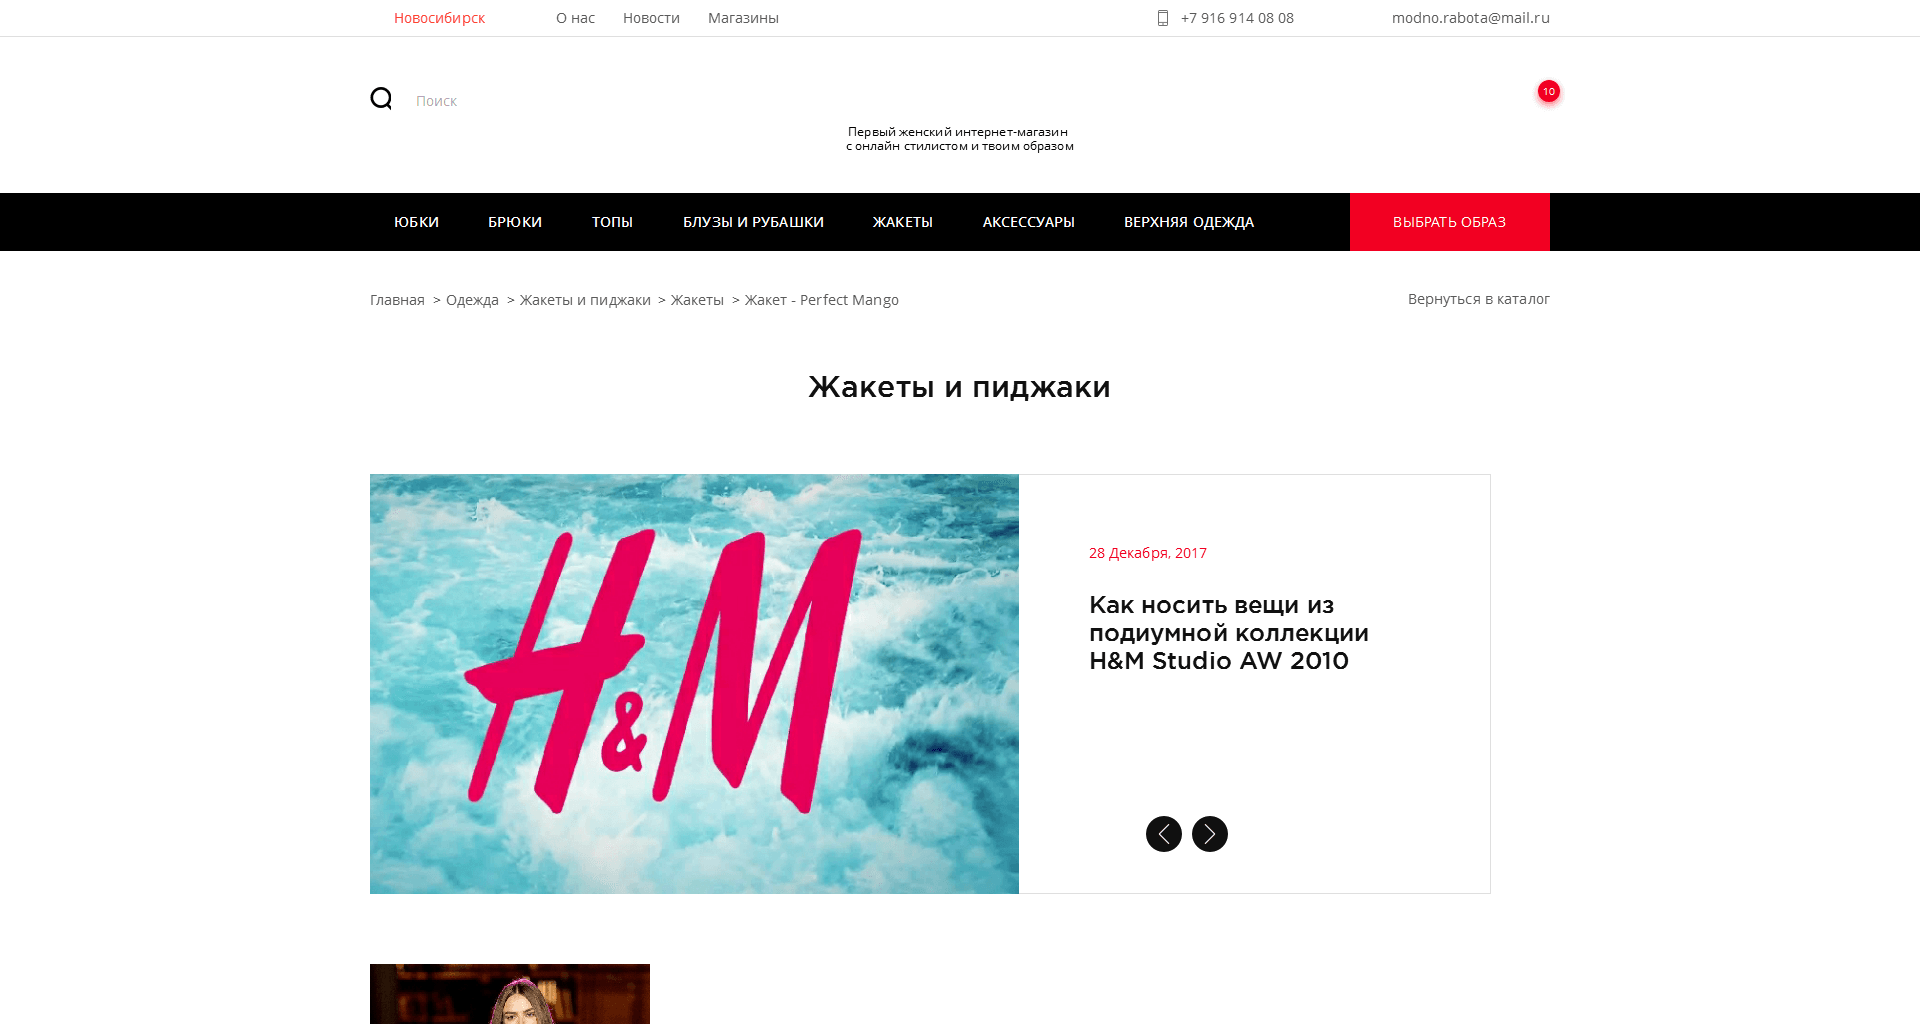 Новосибирск О нас Новости Магазины +7 916 914 08 08 modno.rabota@mail.ru
Поиск
10
Первый женский интернет-магазин
с онлайн стилистом и твоим образом
ЮБКИ БРЮКИ ТОПЫ БЛУЗЫ И РУБАШКИ ЖАКЕТЫ АКСЕССУАРЫ ВЕРХНЯЯ ОДЕЖДА ВЫБРАТЬ ОБРАЗ
Главная > Одежда > Жакеты и пиджаки > Жакеты > Жакет - Perfect Mango Вернуться в каталог
Жакеты и пиджаки
H&M
28 Декабря, 2017
Как носить вещи из
подиумной коллекции
H&M Studio AW 2010